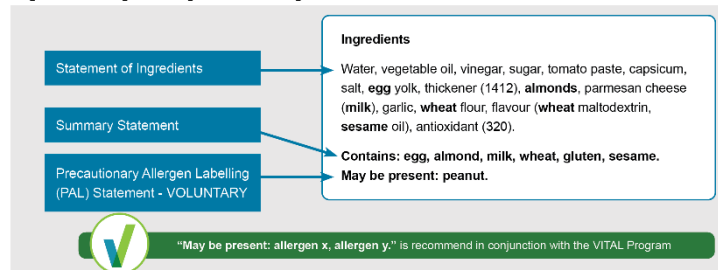 Statement of Ingredients
Summary Statement
Precautionary Allergen Labelling
(PAL) Statement - VOLUNTARY
Ingredients
Water, vegetable oil, vinegar, sugar, tomato paste, capsicum,
salt, egg yolk, thickener (1412), almonds, parmesan cheese
(milk), garlic, wheat flour, flavour (wheat maltodextrin,
sesame oil), antioxidant (320).
Contains: egg, almond, milk, wheat, gluten, sesame.
May be present: peanut.
“May be present: allergen x, allergen y.” is recommend in conjunction with the VITAL Program